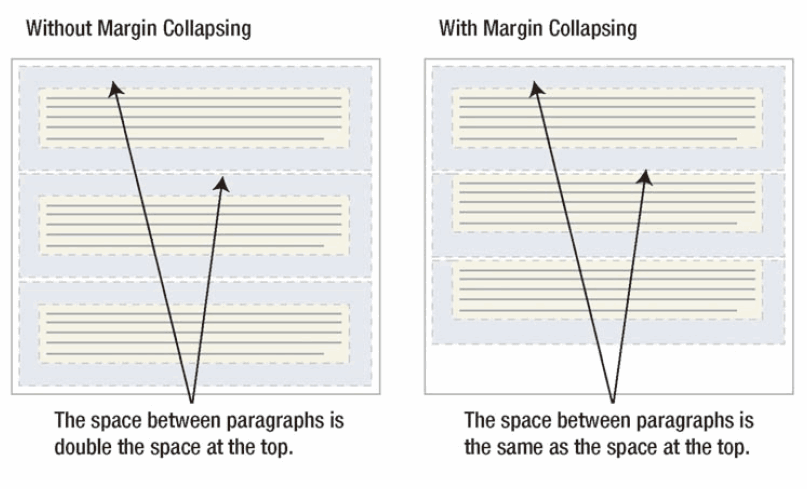 Without Margin Collapsing
With Margin Collapsing
The space between paragraphs is
double the space at the top.
The space between paragraphs is
the same as the space at the top.